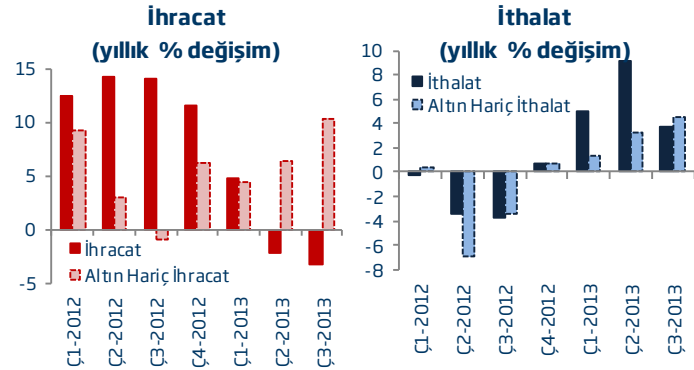 İhracat
(yıllık % değişim)
15
10
5
0
-5
İhracat
Altın Hariç İhracat
Ç1-2012
Ç2-2012
Ç3-2012
Ç4-2012
Ç1-2013
Ç2-2013
Ç3-2013
İthalat
(yıllık % değişim)
10
8
6
4
2
0
-2
-4
-6
-8
İthalat
Altın Hariç İthalat
Ç1-2012
Ç2-2012
Ç3-2012
Ç4-2012
Ç1-2013
Ç2-2013
Ç3-2013